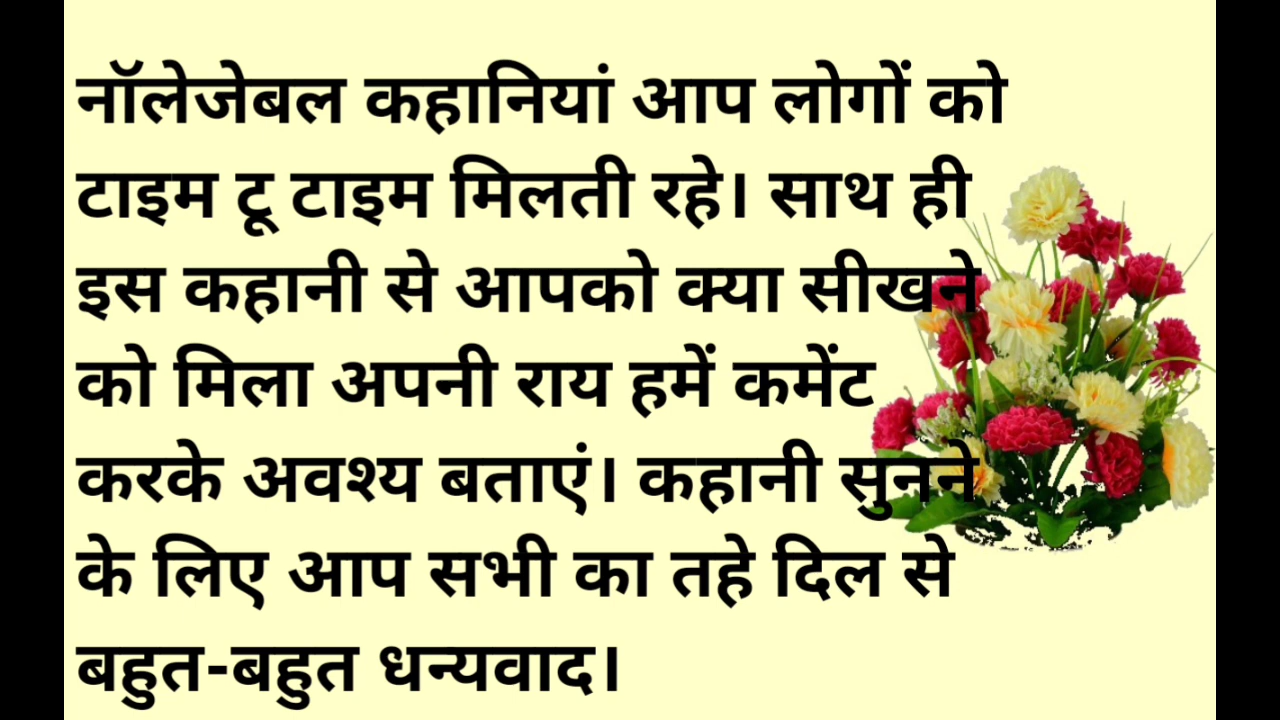 नॉलेजेबल कहानियां आप लोगों को
टाइम टू टाइम मिलती रहे। साथ ही
इस कहानी से आपको क्या सीखने
को मिला अपनी राय हमें कमेंट
करके अवश्य बताएं। कहानी सुनने
के लिए आप सभी का तहे दिल से
बहुत-बहुत धन्यवाद।